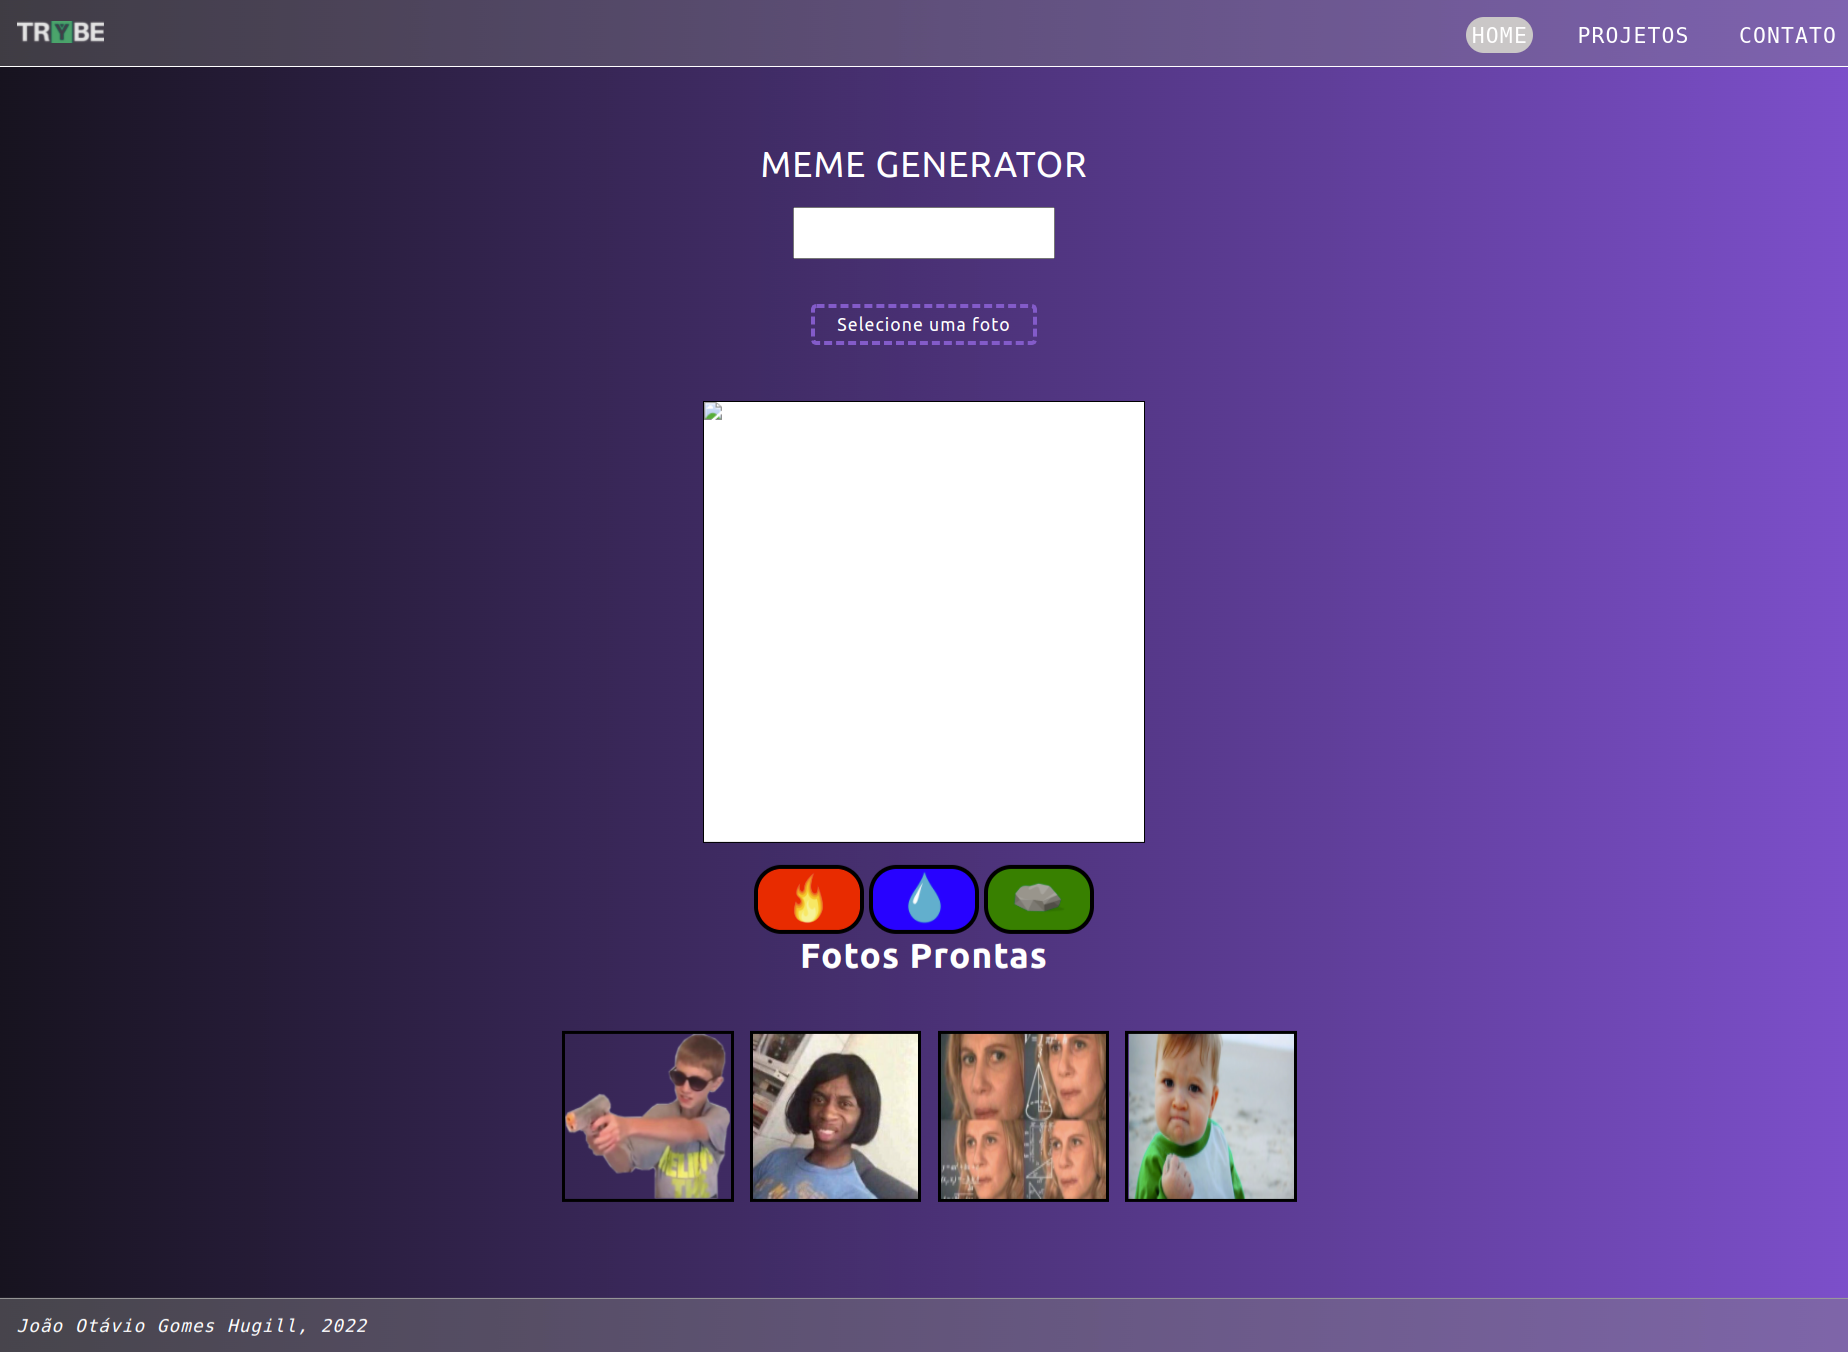 TRYBE
HOME PROJETOS CONTATO
MEME GENERATOR
Selecione uma foto
Fotos Prontas
João Otávio Gomes Hugill, 2022